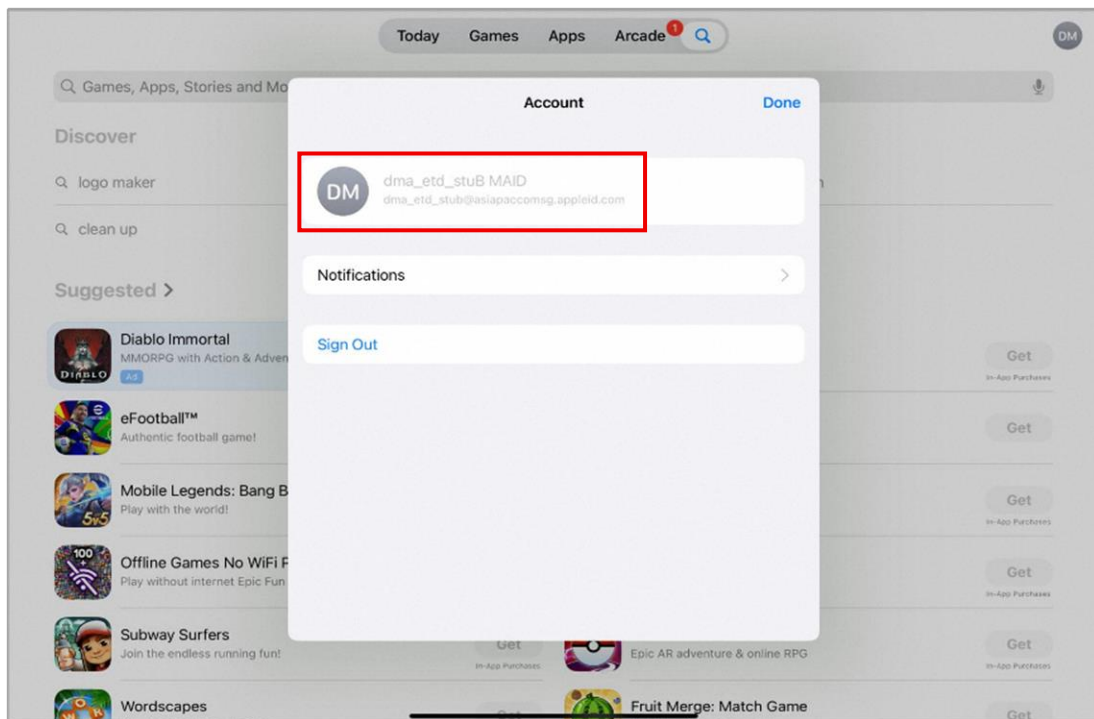 Today Games Apps Arcade 1
DM
Games, Apps, Stories and Mo
Account
Done
Discover
DM
dma_etd_stuB MAID
dma_etd_stub@asiapaccomsg.appleid.com
logo maker
clean up
Notifications
Suggested
Sign Out
Diablo Immortal
MMORPG with Action & Adven
Ad
DIABLO
Get
In-App Purchases
eFootball™
Authentic football game!
Get
Mobile Legends: Bang B
Play with the world!
5v5
Get
In-App Purchases
100
Offline Games No WiFi P
Play without internet Epic Fun
Get
In-App Purchases
Subway Surfers
Join the endless running fun!
Get
In-App Purchases
Epic AR adventure & online RPG
Get
In-App Purchases
Wordscapes
Fruit Merge: Match Game
Get